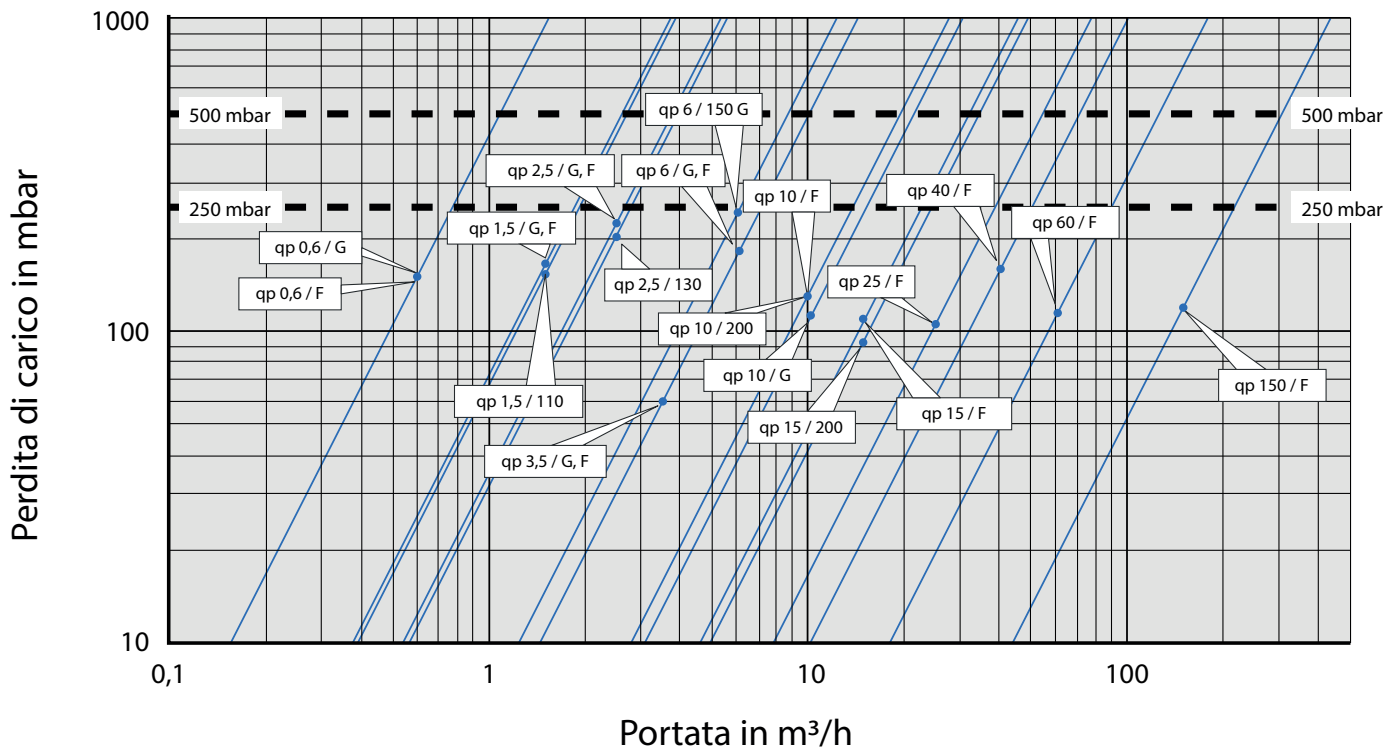 1000
500 mbar
500 mbar
qp 6 / 150 G
qp 2,5 / G, F
qp 6 / G, F
qp 10 / F
qp 40 / F
250 mbar
250 mbar
qp 1,5 / G, F
qp 60 / F
qp 0,6 / G
qp 0,6 / F
qp 2,5 / 130
qp 25 / F
qp 10 / 200
100
qp 10 / G
qp 150 / F
qp 1,5 / 110
qp 15 / 200
qp 15 / F
qp 3,5 / G, F
10
0,1
1
10
100
Perdita di carico in mbar
Portata in m³/h